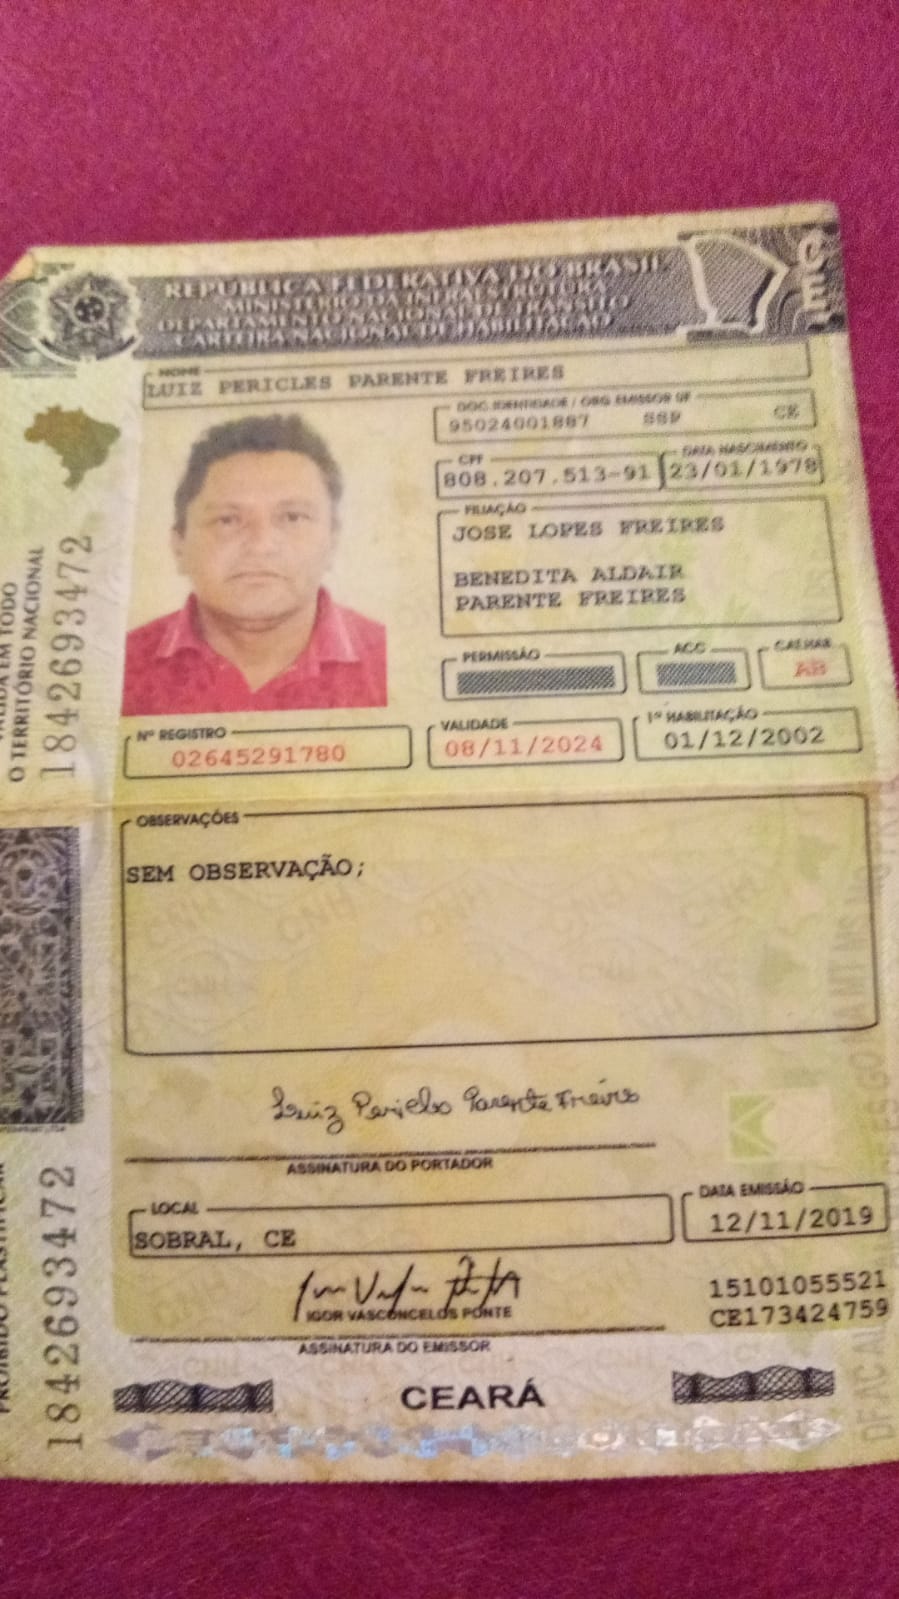 REPÚBLICA FEDERATIVA DO BRASIL
MINISTÉRIO DA INFRAESTRUTURA
DEPARTAMENTO NACIONAL DE TRÂNSITO
CARTEIRA NACIONAL DE HABILITAÇÃO
NOME
LUIZ PERICLES PARENTE FREIRES
DOC. IDENTIDADE / ORG EMISSOR UF
95024001887 SSP CE
CPF DATA NASCIMENTO
808.207.513-91 23/01/1978
FILIAÇÃO
JOSE LOPES FREIRES
BENEDITA ALDAIR
PARENTE FREIRES
PERMISSÃO ACC CAT.HAB
AB
Nº REGISTRO VALIDADE 1ª HABILITAÇÃO
02645291780 08/11/2024 01/12/2002
OBSERVAÇÕES
SEM OBSERVAÇÃO;
Luiz Pericles Parente Freires
ASSINATURA DO PORTADOR
LOCAL DATA EMISSÃO
SOBRAL, CE 12/11/2019
IGOR VASCONCELOS PONTE
ASSINATURA DO EMISSOR
15101055521
CE173424759
CEARÁ
VÁLIDA EM TODO
O TERRITÓRIO NACIONAL
1842693472
PROIBIDO PLASTIFICAR
1842693472